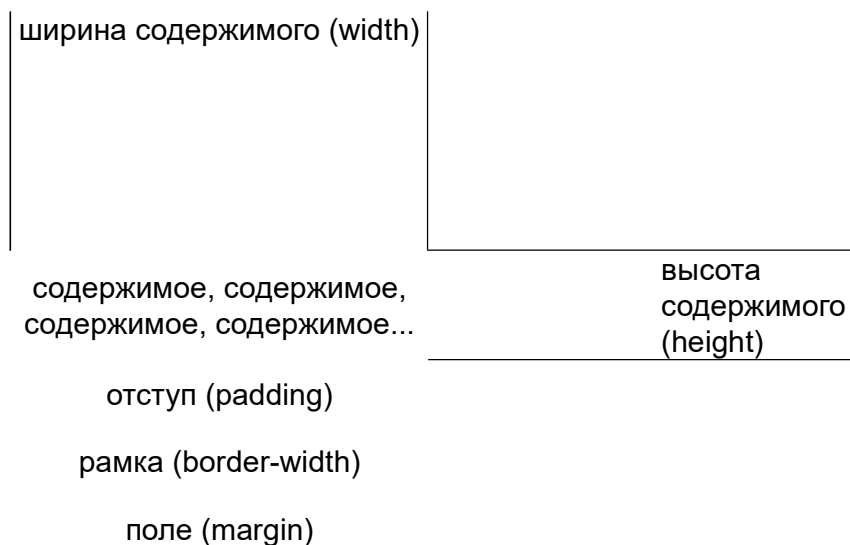 ширина содержимого (width)
содержимое, содержимое,
содержимое, содержимое...
высота
содержимого
(height)
отступ (padding)
рамка (border-width)
поле (margin)